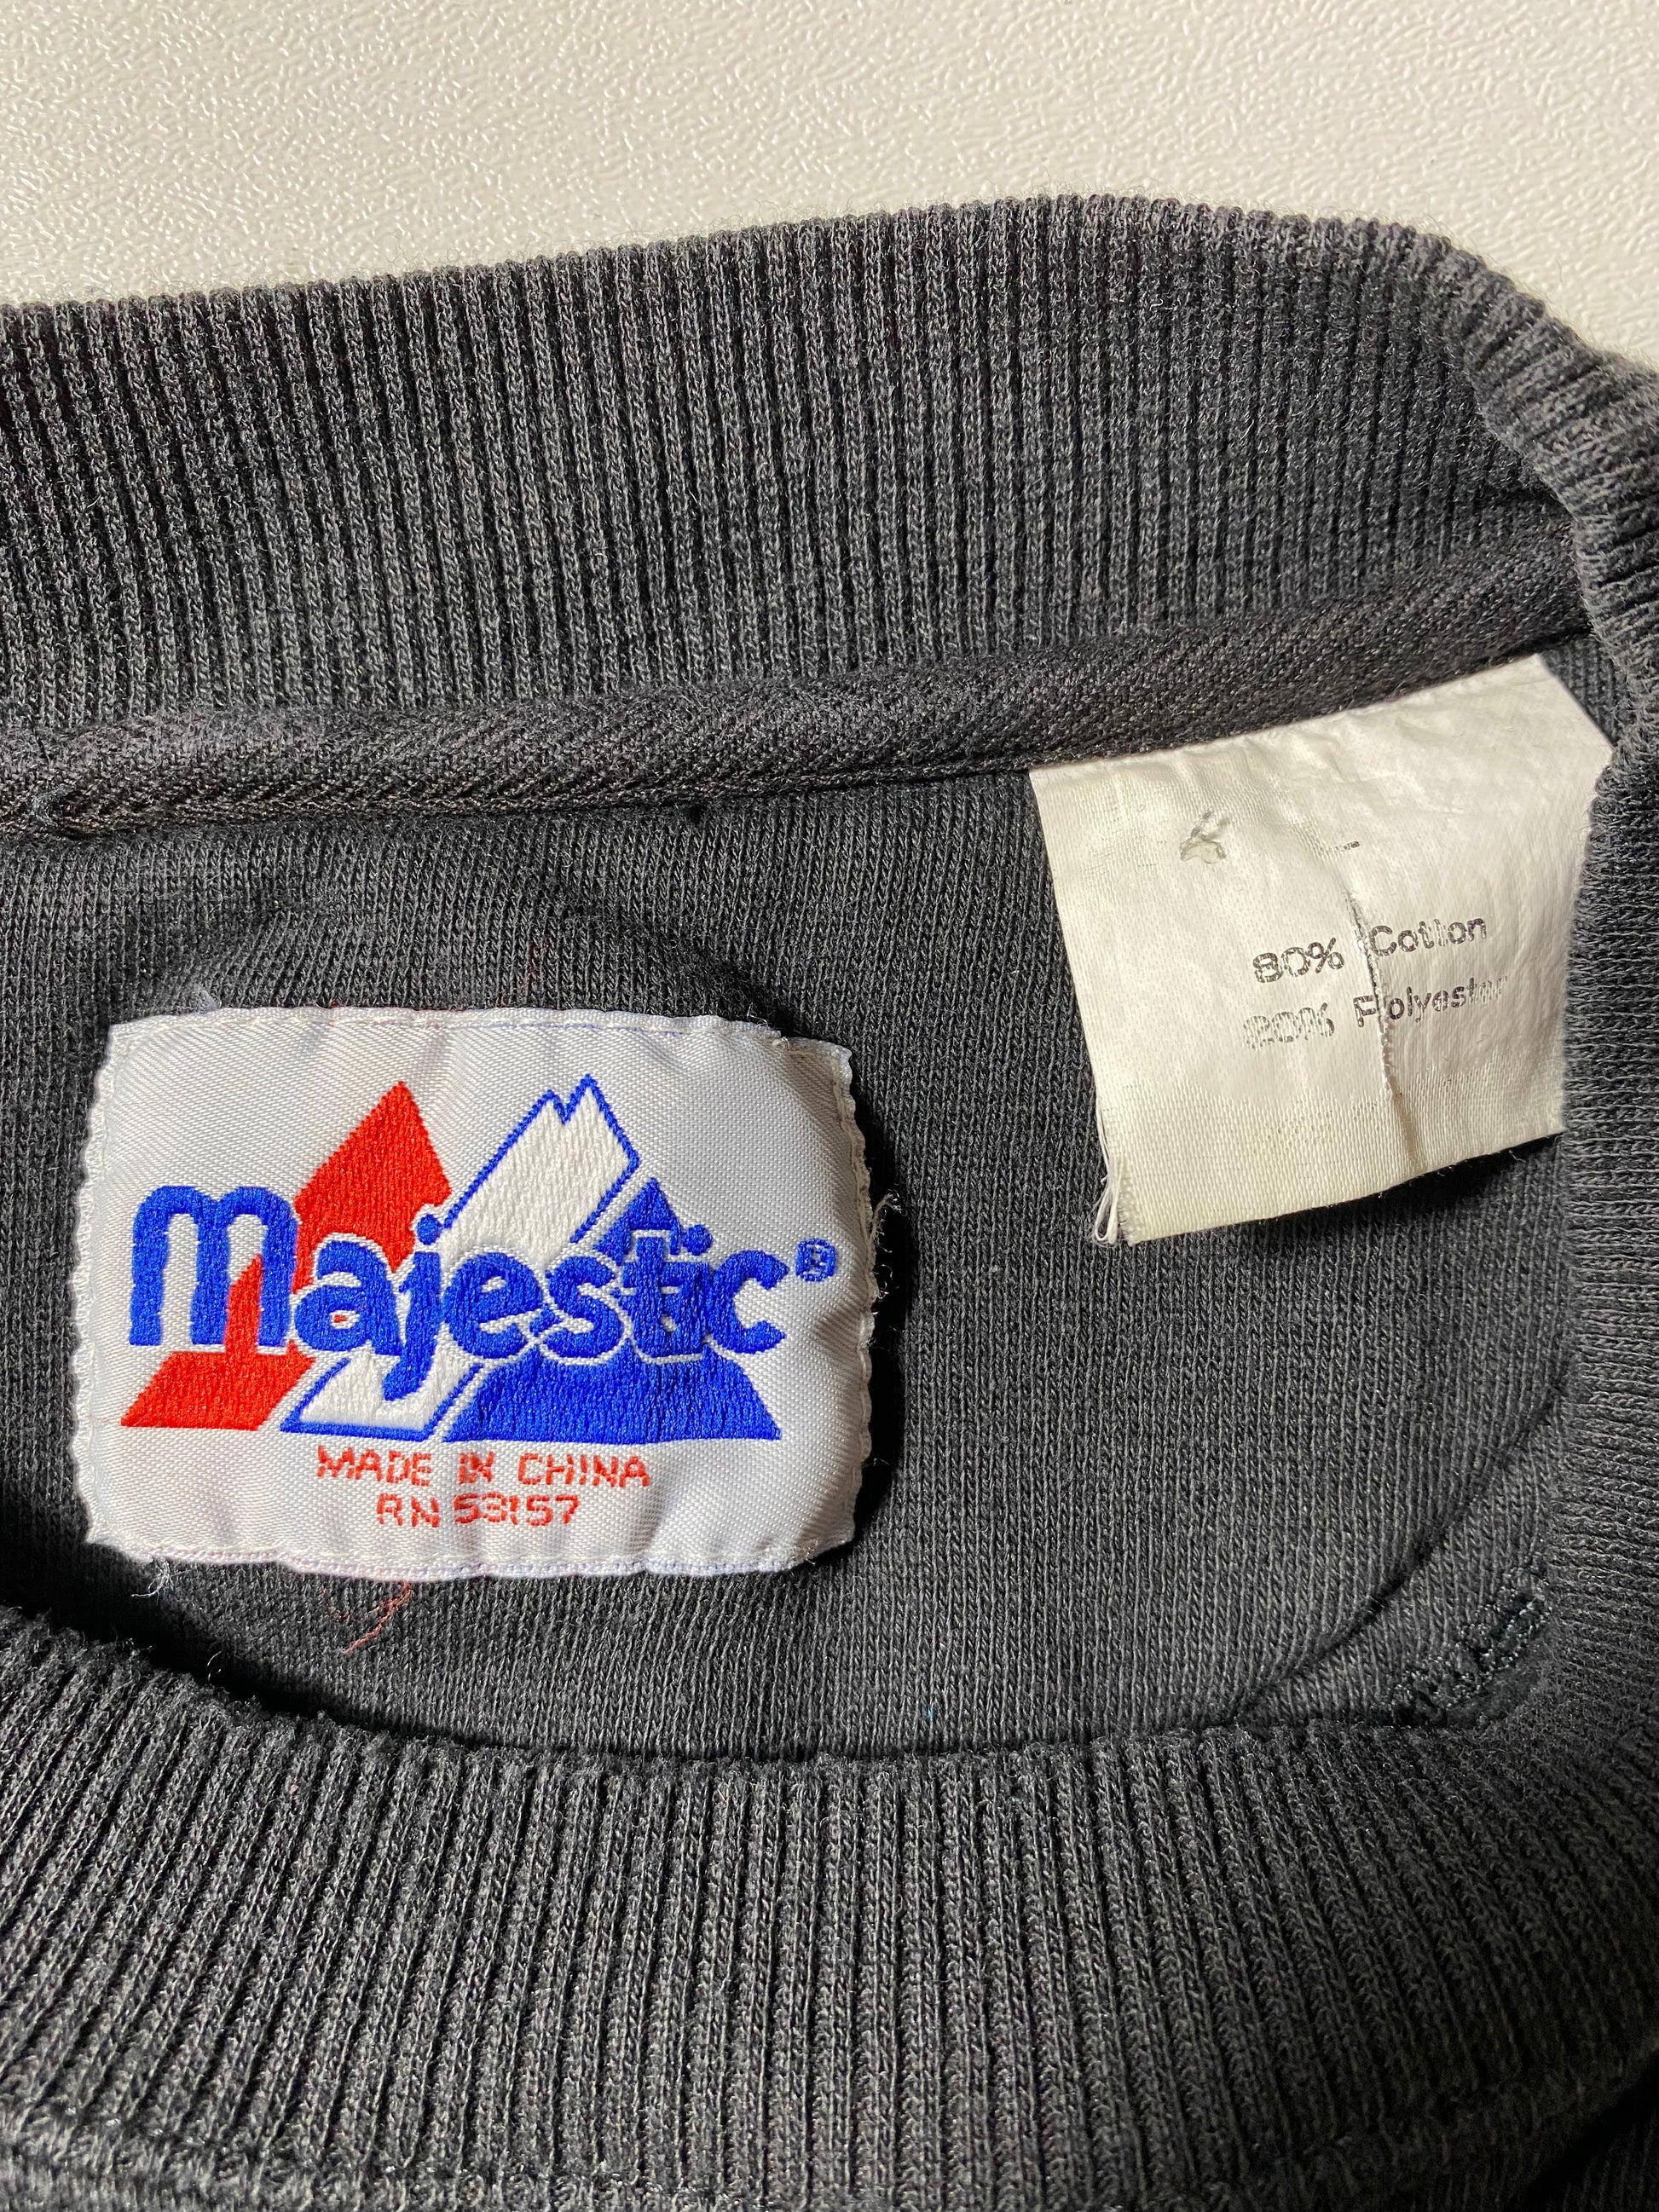 majestic®
MADE IN CHINA
RN 53157
80% Cotton
20% Polyester